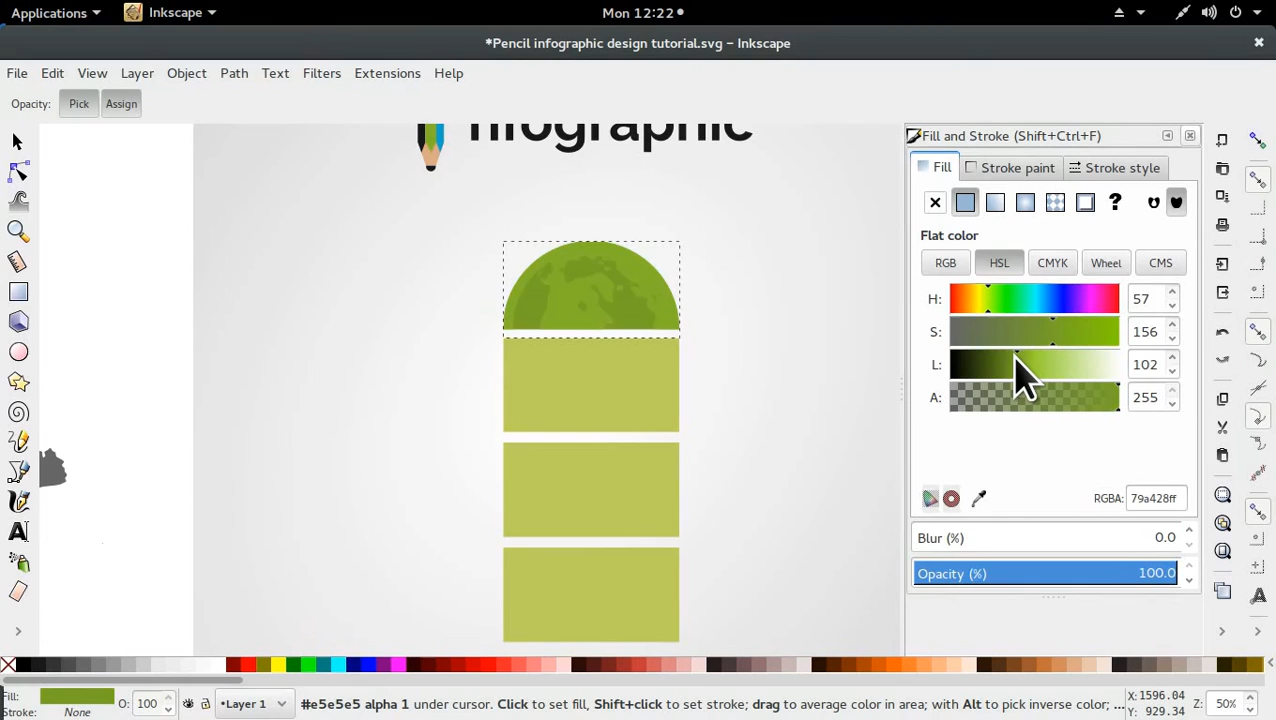 Applications Inkscape Mon 12:22
*Pencil infographic design tutorial.svg – Inkscape
File Edit View Layer Object Path Text Filters Extensions Help
Opacity: Pick Assign
nfographic
Fill and Stroke (Shift+Ctrl+F)
Fill Stroke paint Stroke style
?
Flat color
RGB HSL CMYK Wheel CMS
H: 57
S: 156
L: 102
A: 255
RGBA: 79a428ff
Blur (%) 0.0
Opacity (%) 100.0
Fill: O: 100 Layer 1 #e5e5e5 alpha 1 under cursor. Click to set fill, Shift+click to set stroke; drag to average color in area; with Alt to pick inverse color; ... X: 1596.04 Z: 50%
Stroke: None Y: 929.34